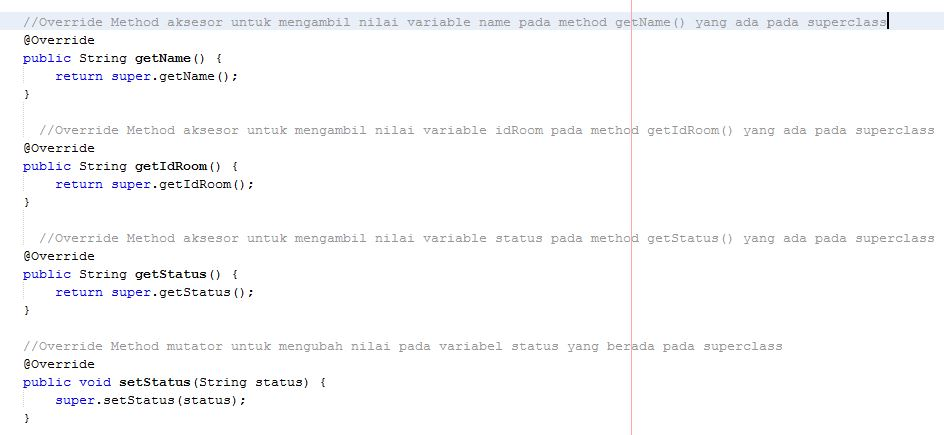 //Override Method aksesor untuk mengambil nilai variable name pada method getName() yang ada pada superclass
@Override
public String getName() {
    return super.getName();
}
//Override Method aksesor untuk mengambil nilai variable idRoom pada method getIdRoom() yang ada pada superclass
@Override
public String getIdRoom() {
    return super.getIdRoom();
}
//Override Method aksesor untuk mengambil nilai variable status pada method getStatus() yang ada pada superclass
@Override
public String getStatus() {
    return super.getStatus();
}
//Override Method mutator untuk mengubah nilai pada variabel status yang berada pada superclass
@Override
public void setStatus(String status) {
    super.setStatus(status);
}